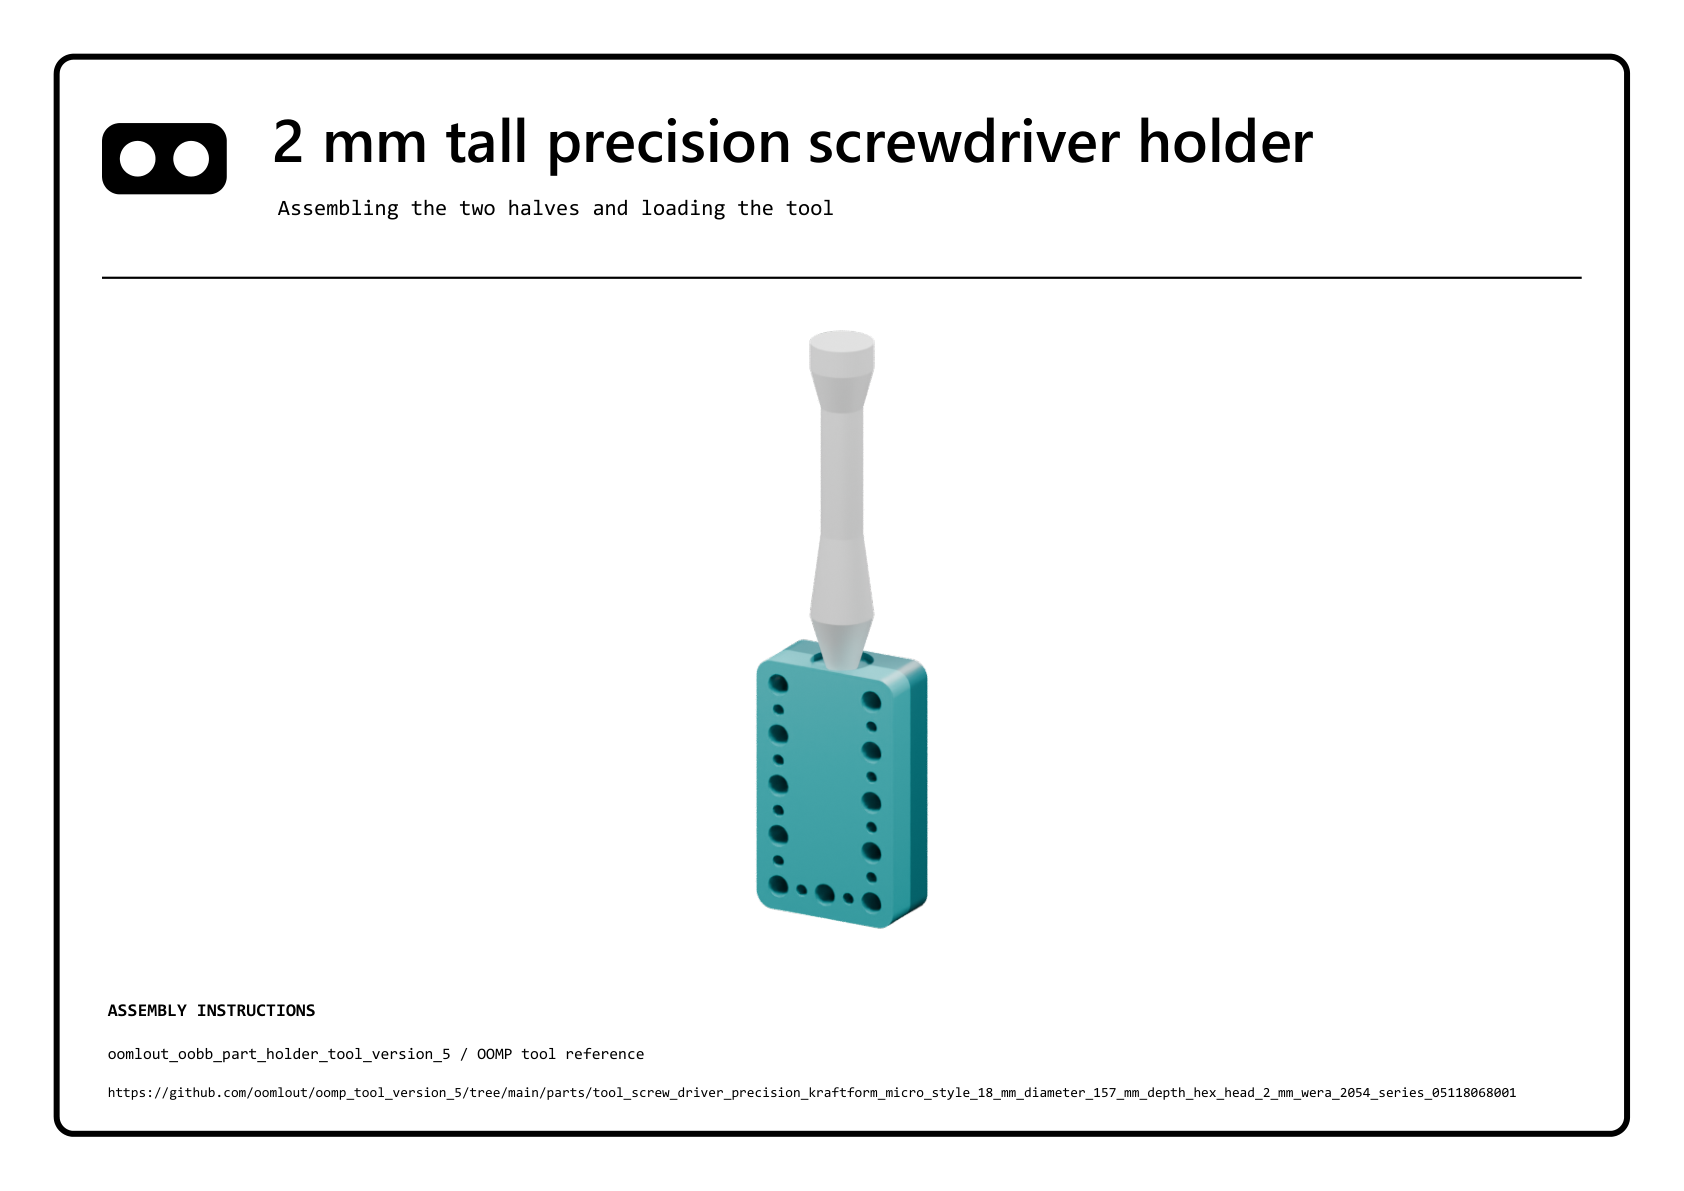 2 mm tall precision screwdriver holder
Assembling the two halves and loading the tool
ASSEMBLY INSTRUCTIONS
oomlout_oobb_part_holder_tool_version_5 / OOMP tool reference
https://github.com/oomlout/oomp_tool_version_5/tree/main/parts/tool_screw_driver_precision_kraftform_micro_style_18_mm_diameter_157_mm_depth_hex_head_2_mm_wera_2054_series_05118068001